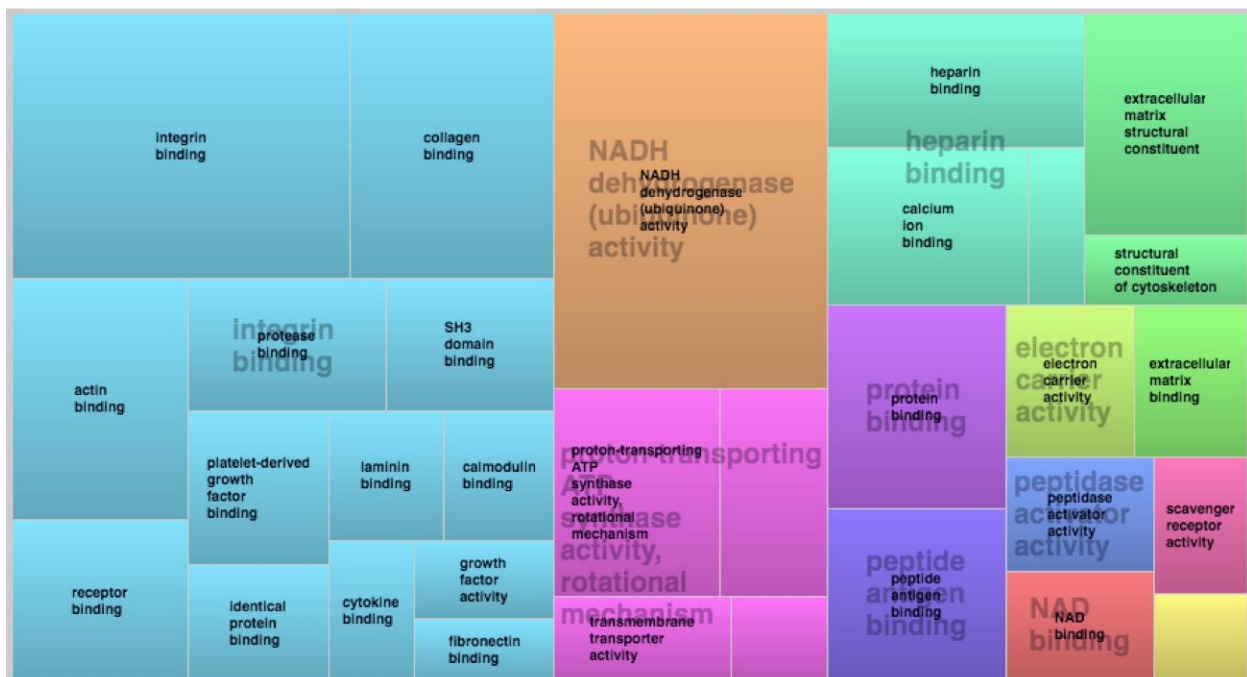 integrin
binding
integrin
binding
collagen
binding
actin
binding
protease
binding
SH3
domain
binding
platelet-derived
growth
factor
binding
laminin
binding
calmodulin
binding
receptor
binding
identical
protein
binding
cytokine
binding
growth
factor
activity
fibronectin
binding
NADH
dehydrogenase
(ubiquinone)
activity
NADH
dehydrogenase
(ubiquinone)
activity
proton-transporting
ATP
synthase
activity,
rotational
mechanism
proton-transporting
ATP
synthase
activity,
rotational
mechanism
transmembrane
transporter
activity
heparin
binding
heparin
binding
calcium
ion
binding
extracellular
matrix
structural
constituent
structural
constituent
of cytoskeleton
protein
binding
protein
binding
electron
carrier
activity
electron
carrier
activity
extracellular
matrix
binding
peptide
antigen
binding
peptide
antigen
binding
peptidase
activator
activity
peptidase
activator
activity
scavenger
receptor
activity
NAD
binding
NAD
binding